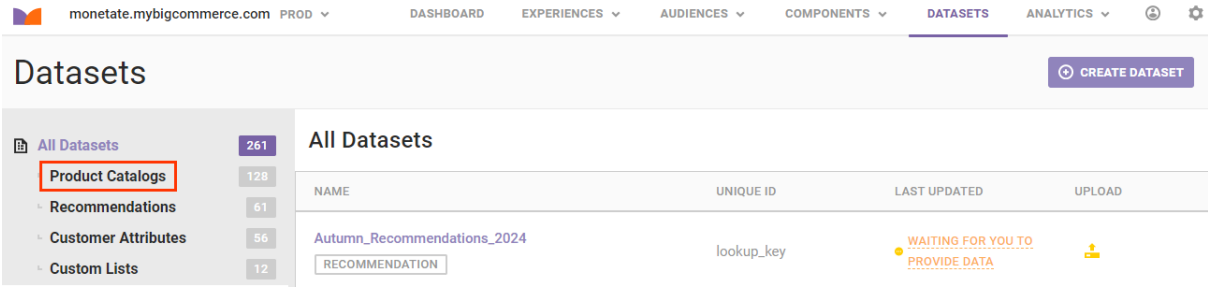 monetate.mybigcommerce.com PROD DASHBOARD EXPERIENCES AUDIENCES COMPONENTS DATASETS ANALYTICS
Datasets
CREATE DATASET
All Datasets 261
Product Catalogs 128
Recommendations 61
Customer Attributes 56
Custom Lists 12
All Datasets
NAME UNIQUE ID LAST UPDATED UPLOAD
Autumn_Recommendations_2024
RECOMMENDATION
lookup_key
WAITING FOR YOU TO
PROVIDE DATA